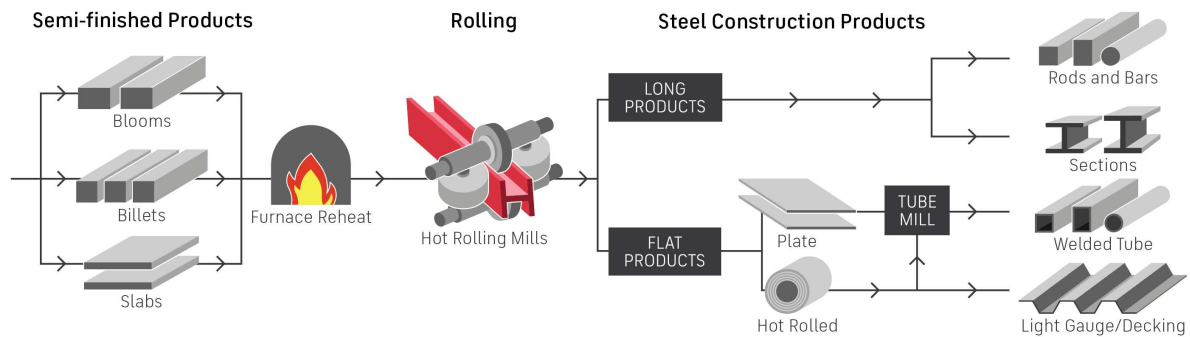 Semi-finished Products
Rolling
Steel Construction Products
Blooms
Billets
Slabs
Furnace Reheat
Hot Rolling Mills
LONG
PRODUCTS
FLAT
PRODUCTS
Plate
Hot Rolled
TUBE
MILL
Rods and Bars
Sections
Welded Tube
Light Gauge/Decking